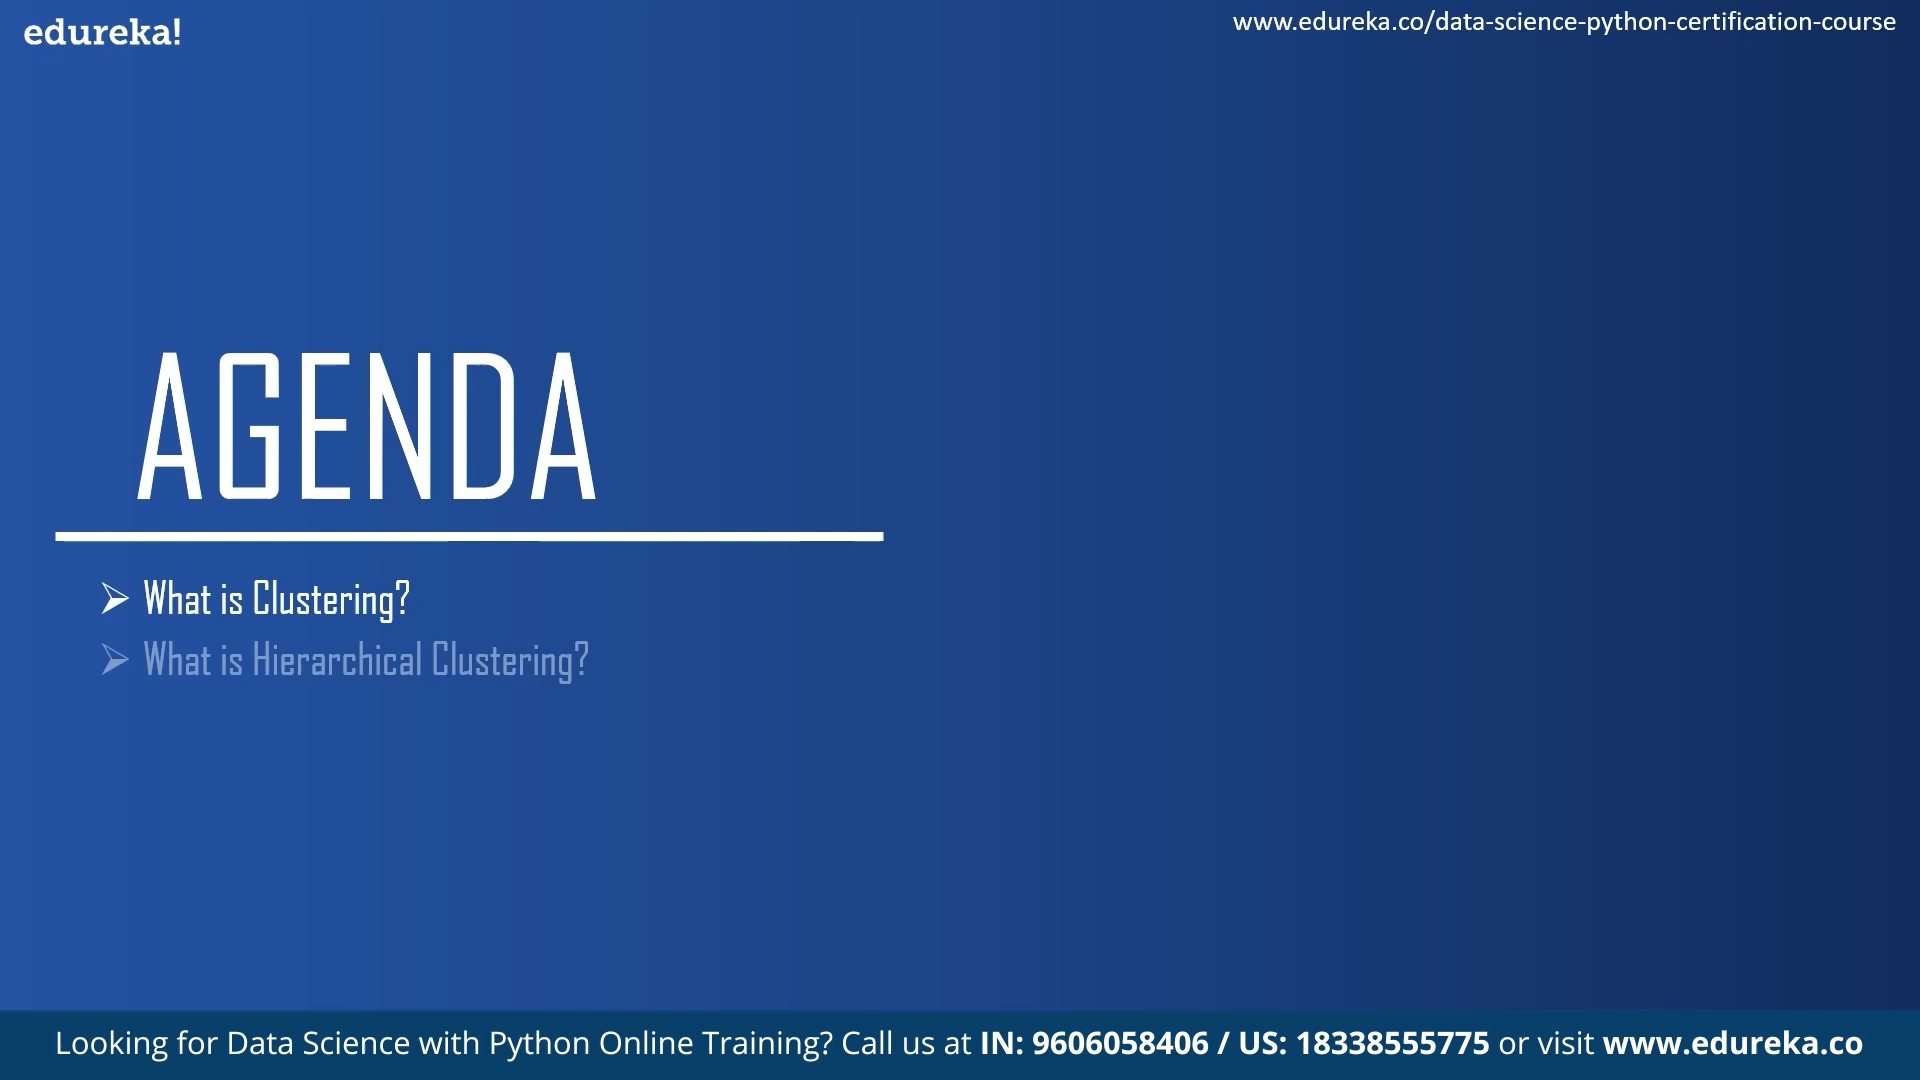 edureka!
www.edureka.co/data-science-python-certification-course
AGENDA
What is Clustering?
What is Hierarchical Clustering?
Looking for Data Science with Python Online Training? Call us at IN: 9606058406 / US: 18338555775 or visit www.edureka.co